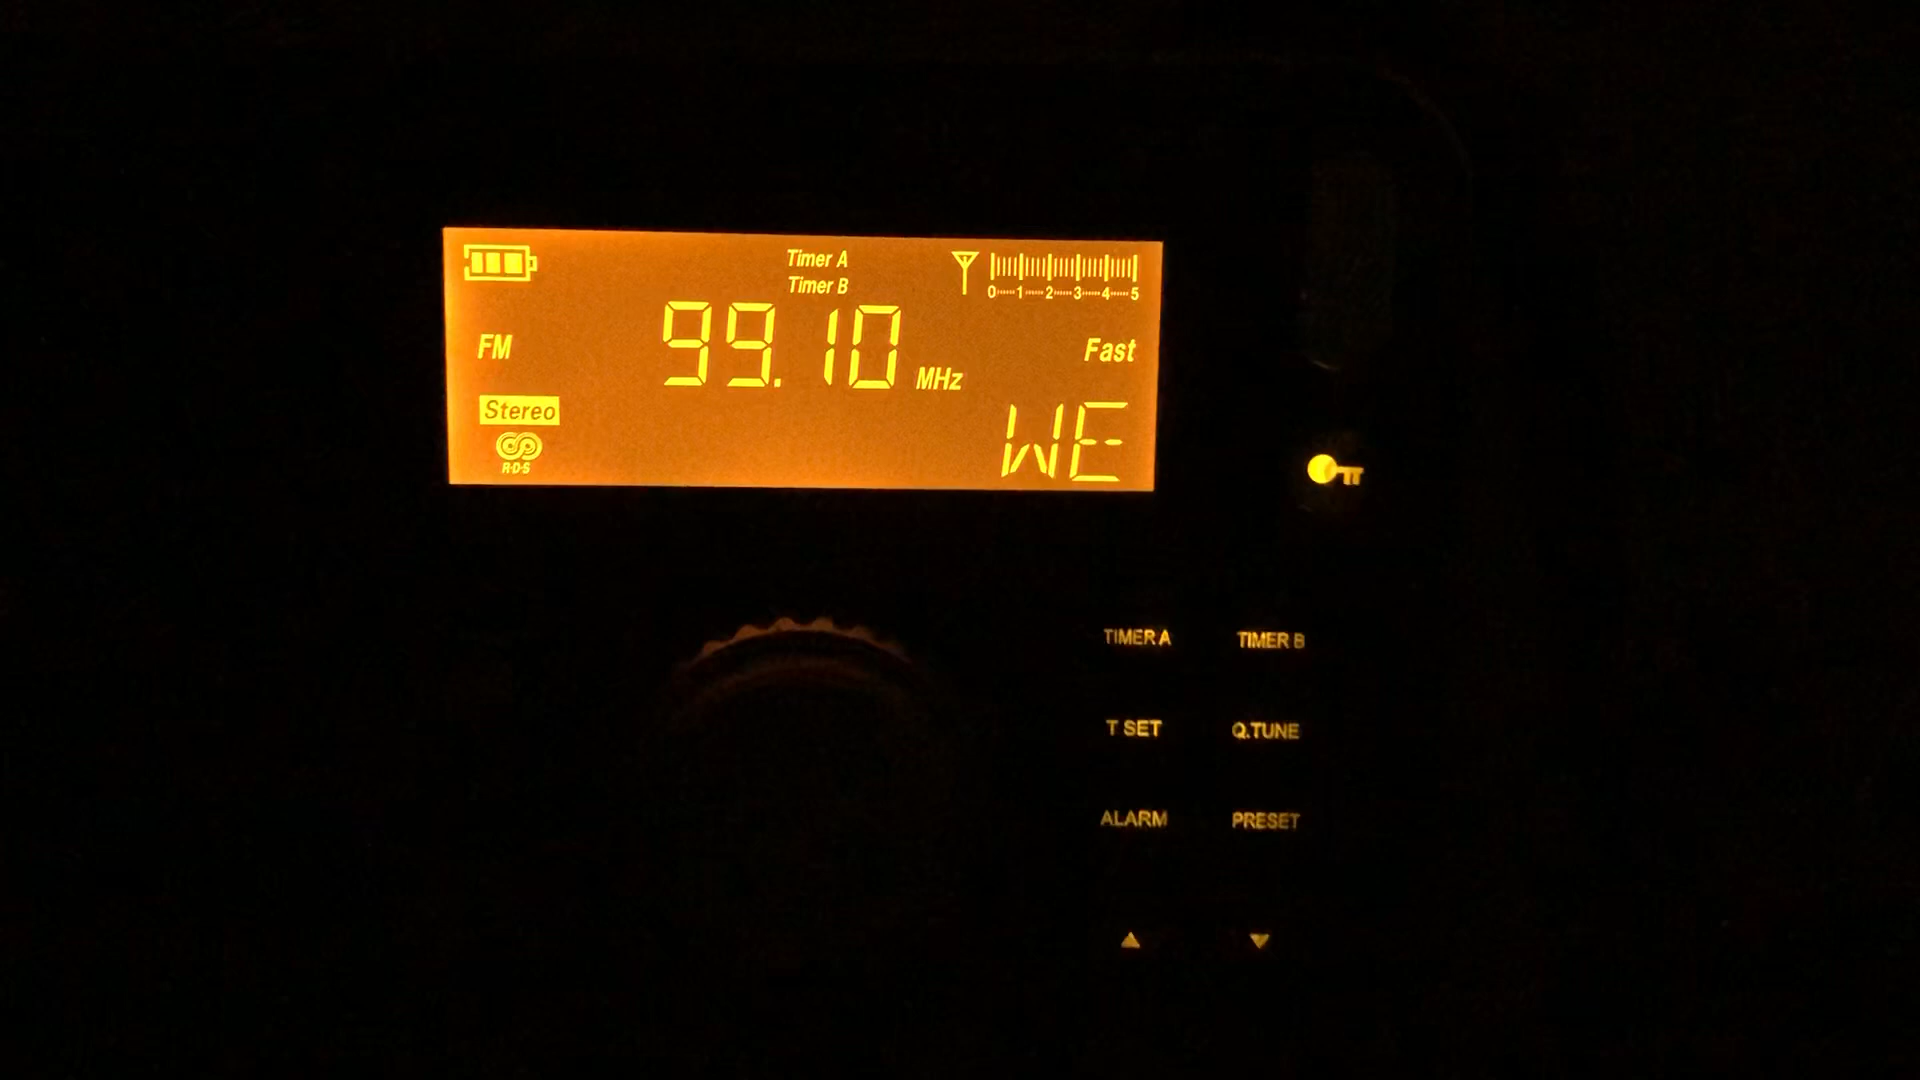 Timer A
Timer B
0 1 2 3 4 5
FM 99.10 MHz Fast
Stereo
R·D·S
WE
TIMER A TIMER B
T SET Q.TUNE
ALARM PRESET